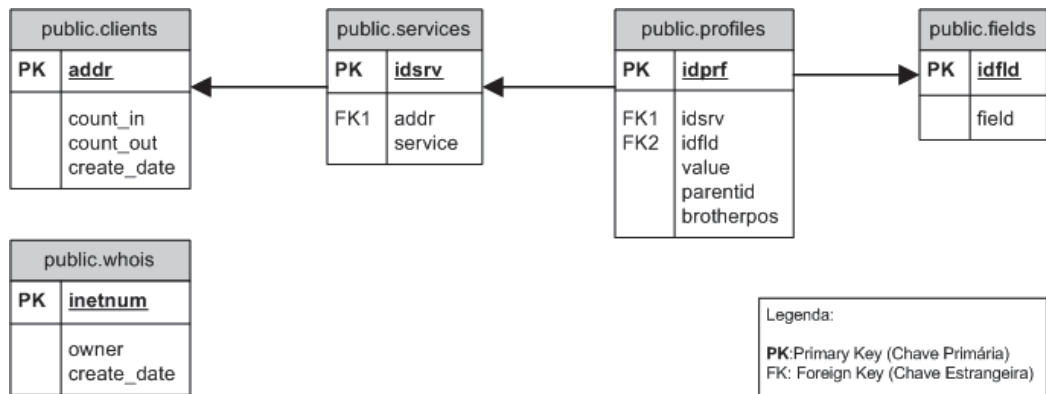 public.clients
PK addr
count_in
count_out
create_date
public.services
PK idsrv
FK1 addr
service
public.profiles
PK idprf
FK1 idsrv
FK2 idfld
value
parentid
brotherpos
public.fields
PK idfld
field
public.whois
PK inetnum
owner
create_date
Legenda:
PK:Primary Key (Chave Primária)
FK: Foreign Key (Chave Estrangeira)